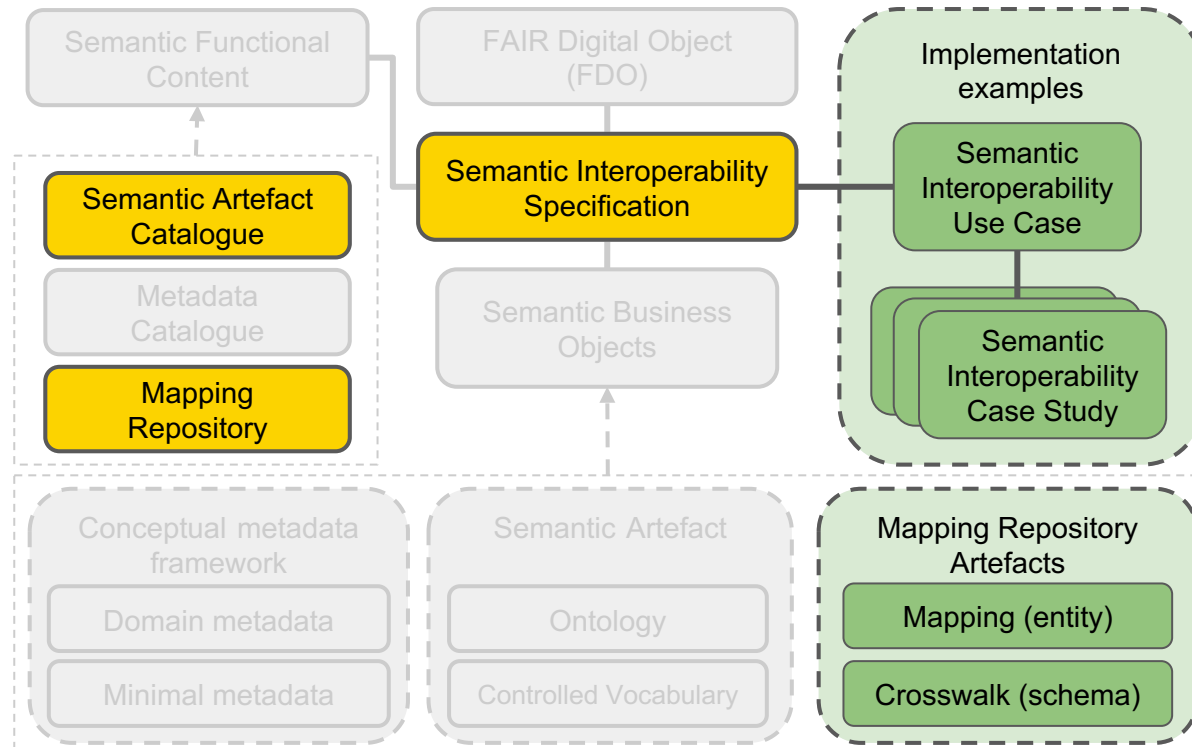 Semantic Functional
Content
FAIR Digital Object
(FDO)
Implementation
examples
Semantic Artefact
Catalogue
Metadata
Catalogue
Mapping
Repository
Semantic Interoperability
Specification
Semantic Business
Objects
Semantic
Interoperability
Use Case
Semantic
Interoperability
Case Study
Conceptual metadata
framework
Domain metadata
Minimal metadata
Semantic Artefact
Ontology
Controlled Vocabulary
Mapping Repository
Artefacts
Mapping (entity)
Crosswalk (schema)